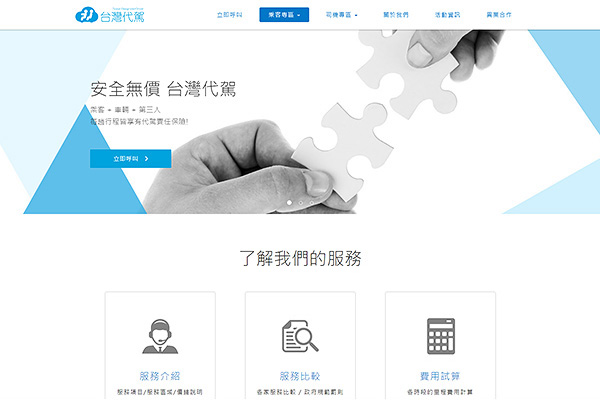 台灣代駕
立即呼叫
乘客專區
司機專區
關於我們
活動資訊
異業合作
安全無價 台灣代駕
乘客 + 車輛 + 第三人
每趟行程皆享有代駕責任保險!
立即呼叫
了解我們的服務
服務介紹
服務比較
費用試算
服務項目/服務區域/價錢說明
各家服務比較 / 政府規範罰則
各時段的里程費用計算